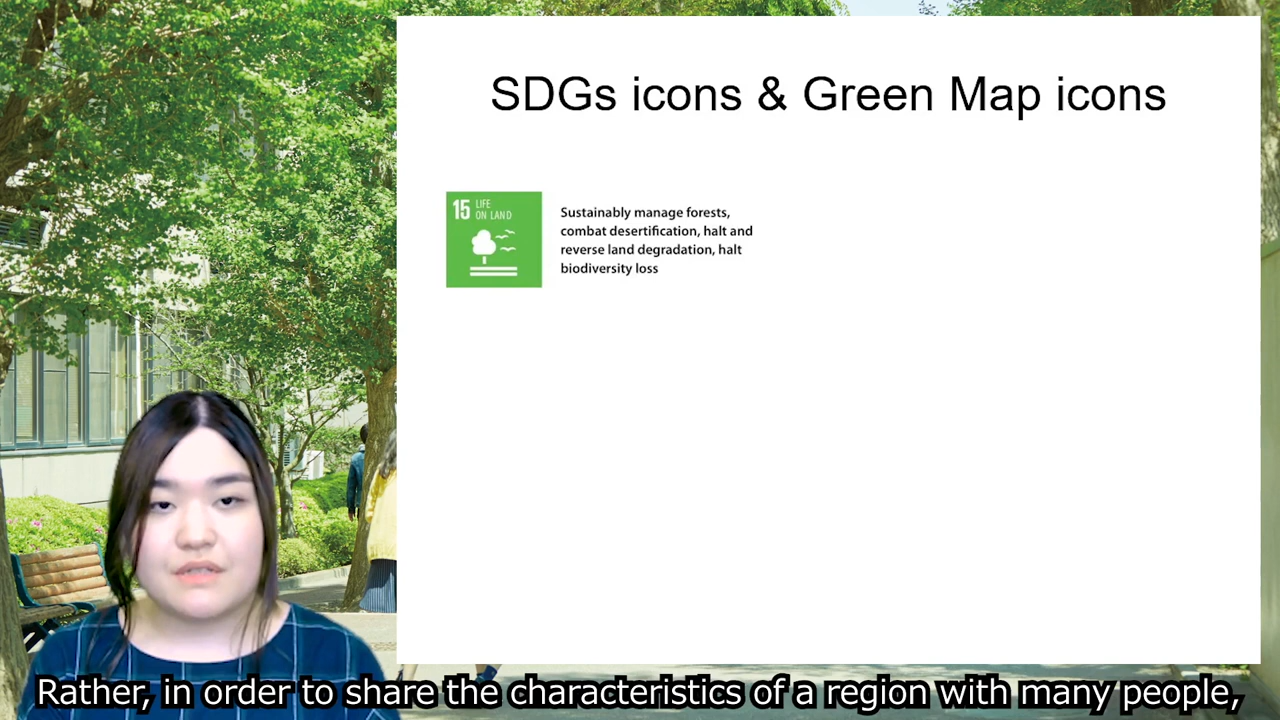 SDGs icons & Green Map icons
15 LIFE
ON LAND
Sustainably manage forests,
combat desertification, halt and
reverse land degradation, halt
biodiversity loss
Rather, in order to share the characteristics of a region with many people,